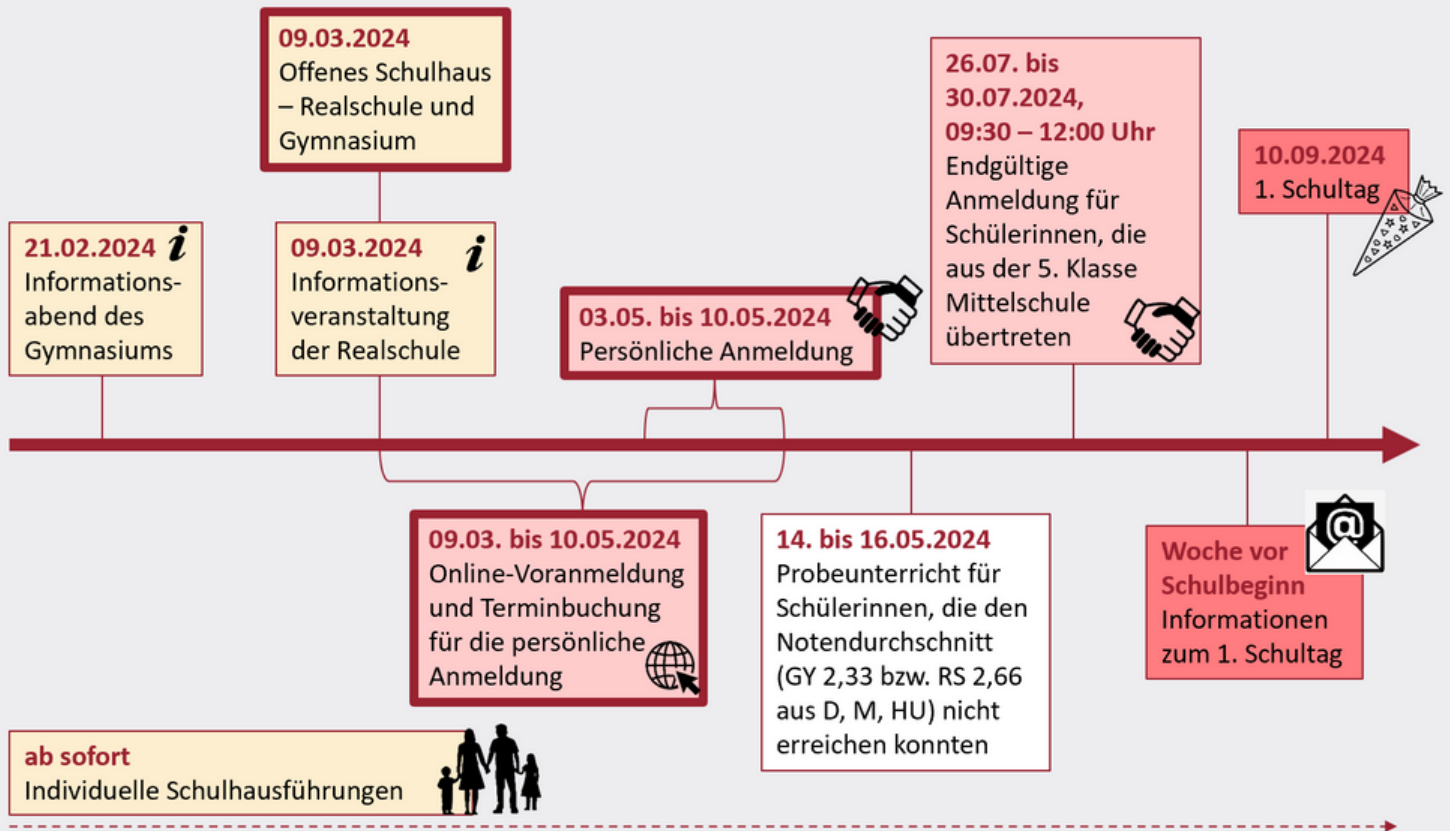 09.03.2024
Offenes Schulhaus
– Realschule und
Gymnasium
26.07. bis
30.07.2024,
09:30 – 12:00 Uhr
Endgültige
Anmeldung für
Schülerinnen, die
aus der 5. Klasse
Mittelschule
übertreten
10.09.2024
1. Schultag
21.02.2024 i
Informations-
abend des
Gymnasiums
09.03.2024 i
Informations-
veranstaltung
der Realschule
03.05. bis 10.05.2024
Persönliche Anmeldung
09.03. bis 10.05.2024
Online-Voranmeldung
und Terminbuchung
für die persönliche
Anmeldung
14. bis 16.05.2024
Probeunterricht für
Schülerinnen, die den
Notendurchschnitt
(GY 2,33 bzw. RS 2,66
aus D, M, HU) nicht
erreichen konnten
@
Woche vor
Schulbeginn
Informationen
zum 1. Schultag
ab sofort
Individuelle Schulhausführungen